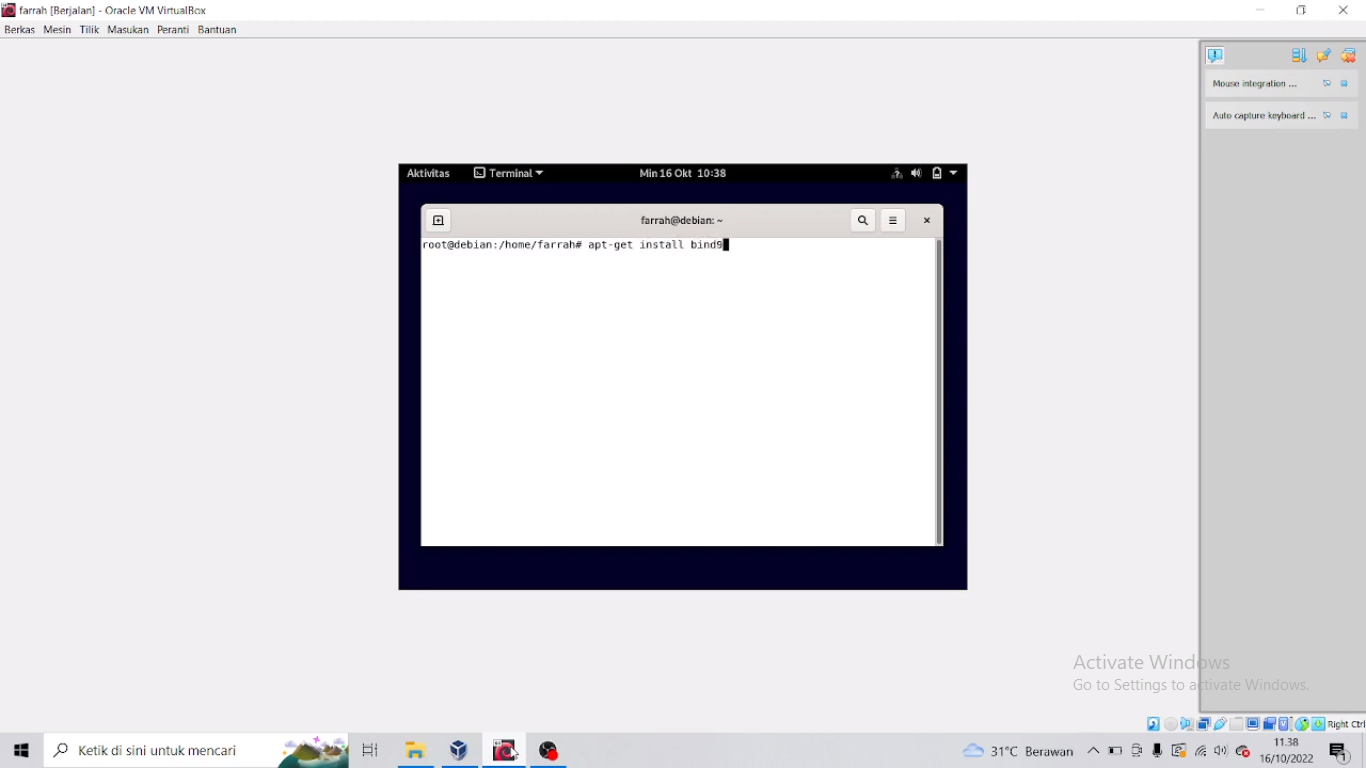 farrah [Berjalan] - Oracle VM VirtualBox
Berkas Mesin Tilik Masukan Peranti Bantuan
Mouse integration ...
Auto capture keyboard ...
Aktivitas Terminal Min 16 Okt 10:38
farrah@debian: ~
root@debian:/home/farrah# apt-get install bind9
Activate Windows
Go to Settings to activate Windows.
Right Ctrl
Ketik di sini untuk mencari
31°C Berawan
11.38
16/10/2022
1